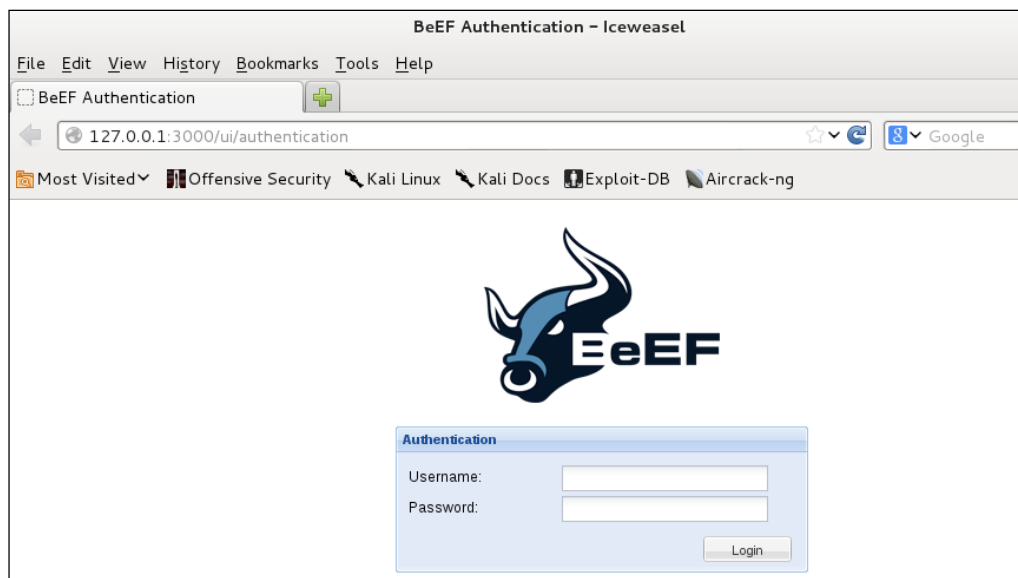 BeEF Authentication – Iceweasel
File Edit View History Bookmarks Tools Help
BeEF Authentication
127.0.0.1:3000/ui/authentication
8 Google
Most Visited Offensive Security Kali Linux Kali Docs Exploit-DB Aircrack-ng
BeEF
Authentication
Username:
Password:
Login